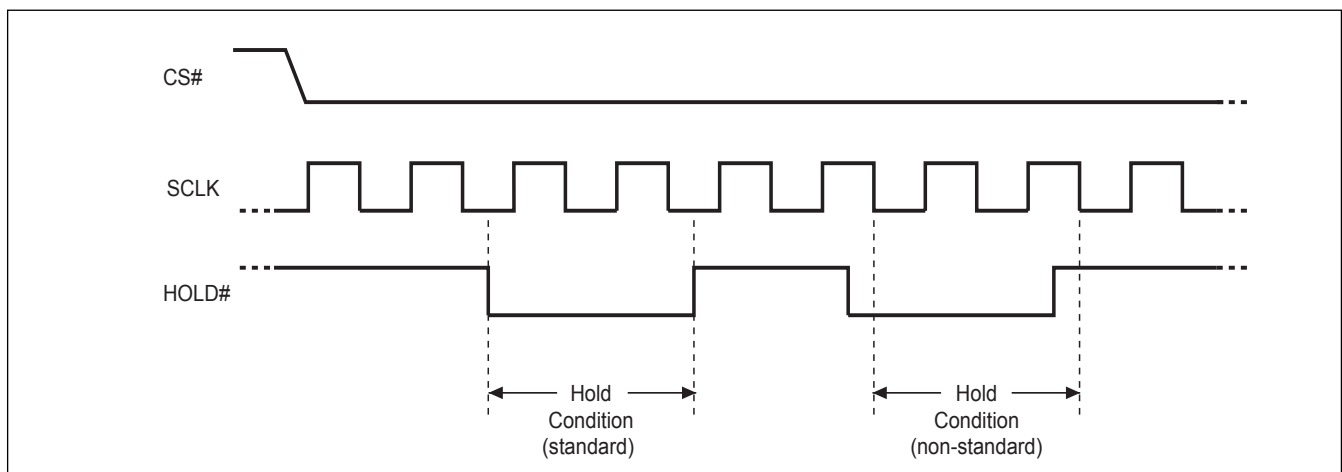 CS#
SCLK
HOLD#
Hold
Condition
(standard)
Hold
Condition
(non-standard)